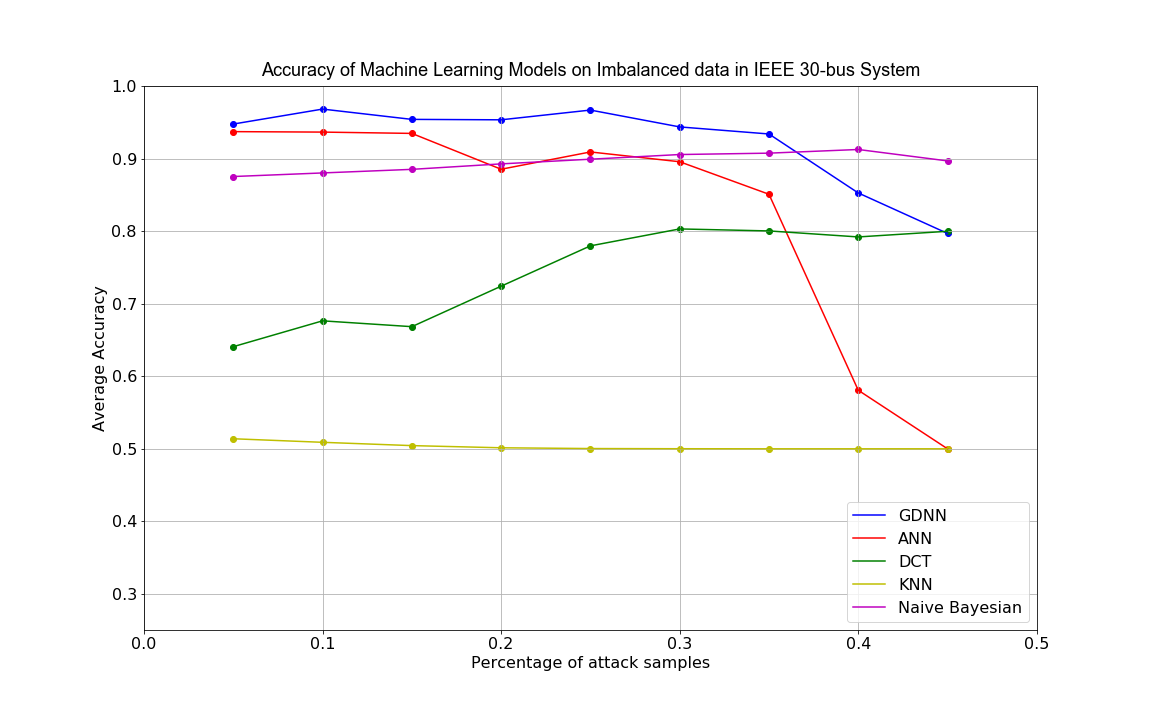 Accuracy of Machine Learning Models on Imbalanced data in IEEE 30-bus System
1.0
0.9
0.8
0.7
0.6
0.5
0.4
0.3
Average Accuracy
GDNN
ANN
DCT
KNN
Naive Bayesian
0.0 0.1 0.2 0.3 0.4 0.5
Percentage of attack samples